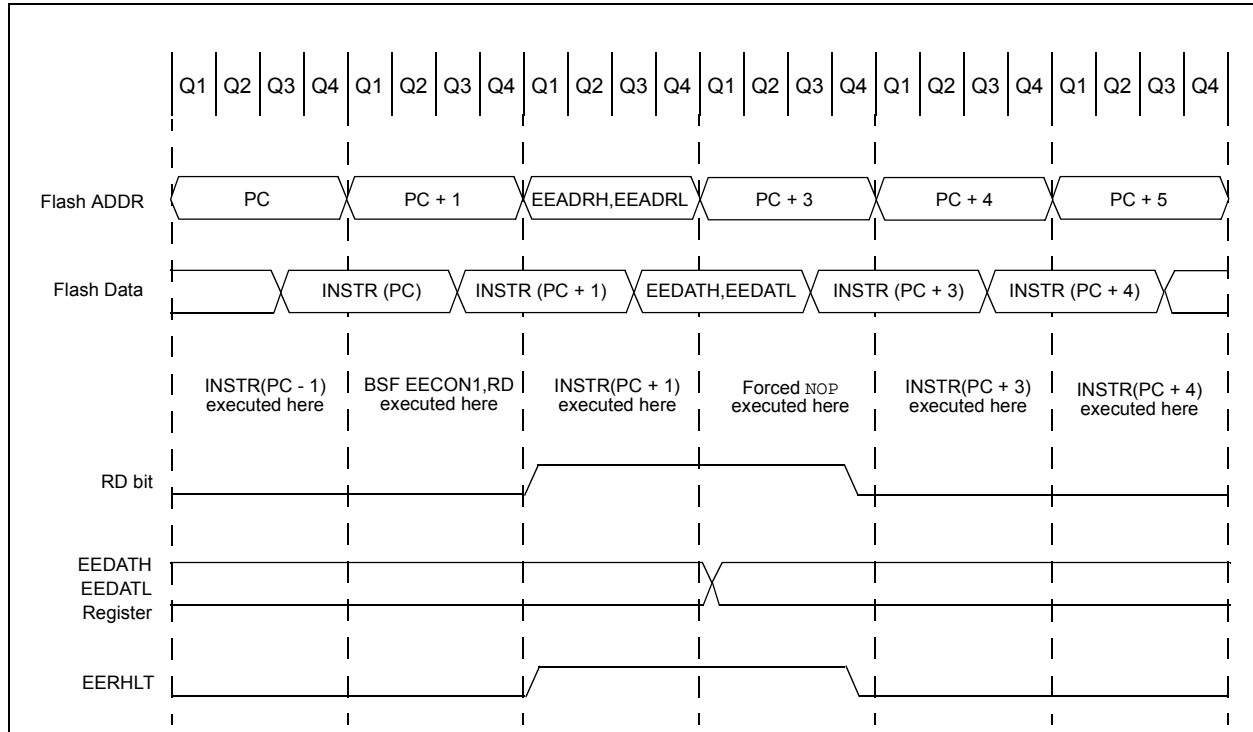 Q1 Q2 Q3 Q4 Q1 Q2 Q3 Q4 Q1 Q2 Q3 Q4 Q1 Q2 Q3 Q4 Q1 Q2 Q3 Q4 Q1 Q2 Q3 Q4
Flash ADDR PC PC + 1 EEADRH,EEADRL PC + 3 PC + 4 PC + 5
Flash Data INSTR (PC) INSTR (PC + 1) EEDATH,EEDATL INSTR (PC + 3) INSTR (PC + 4)
INSTR(PC - 1)
executed here
BSF EECON1,RD
executed here
INSTR(PC + 1)
executed here
Forced NOP
executed here
INSTR(PC + 3)
executed here
INSTR(PC + 4)
executed here
RD bit
EEDATH
EEDATL
Register
EERHLT